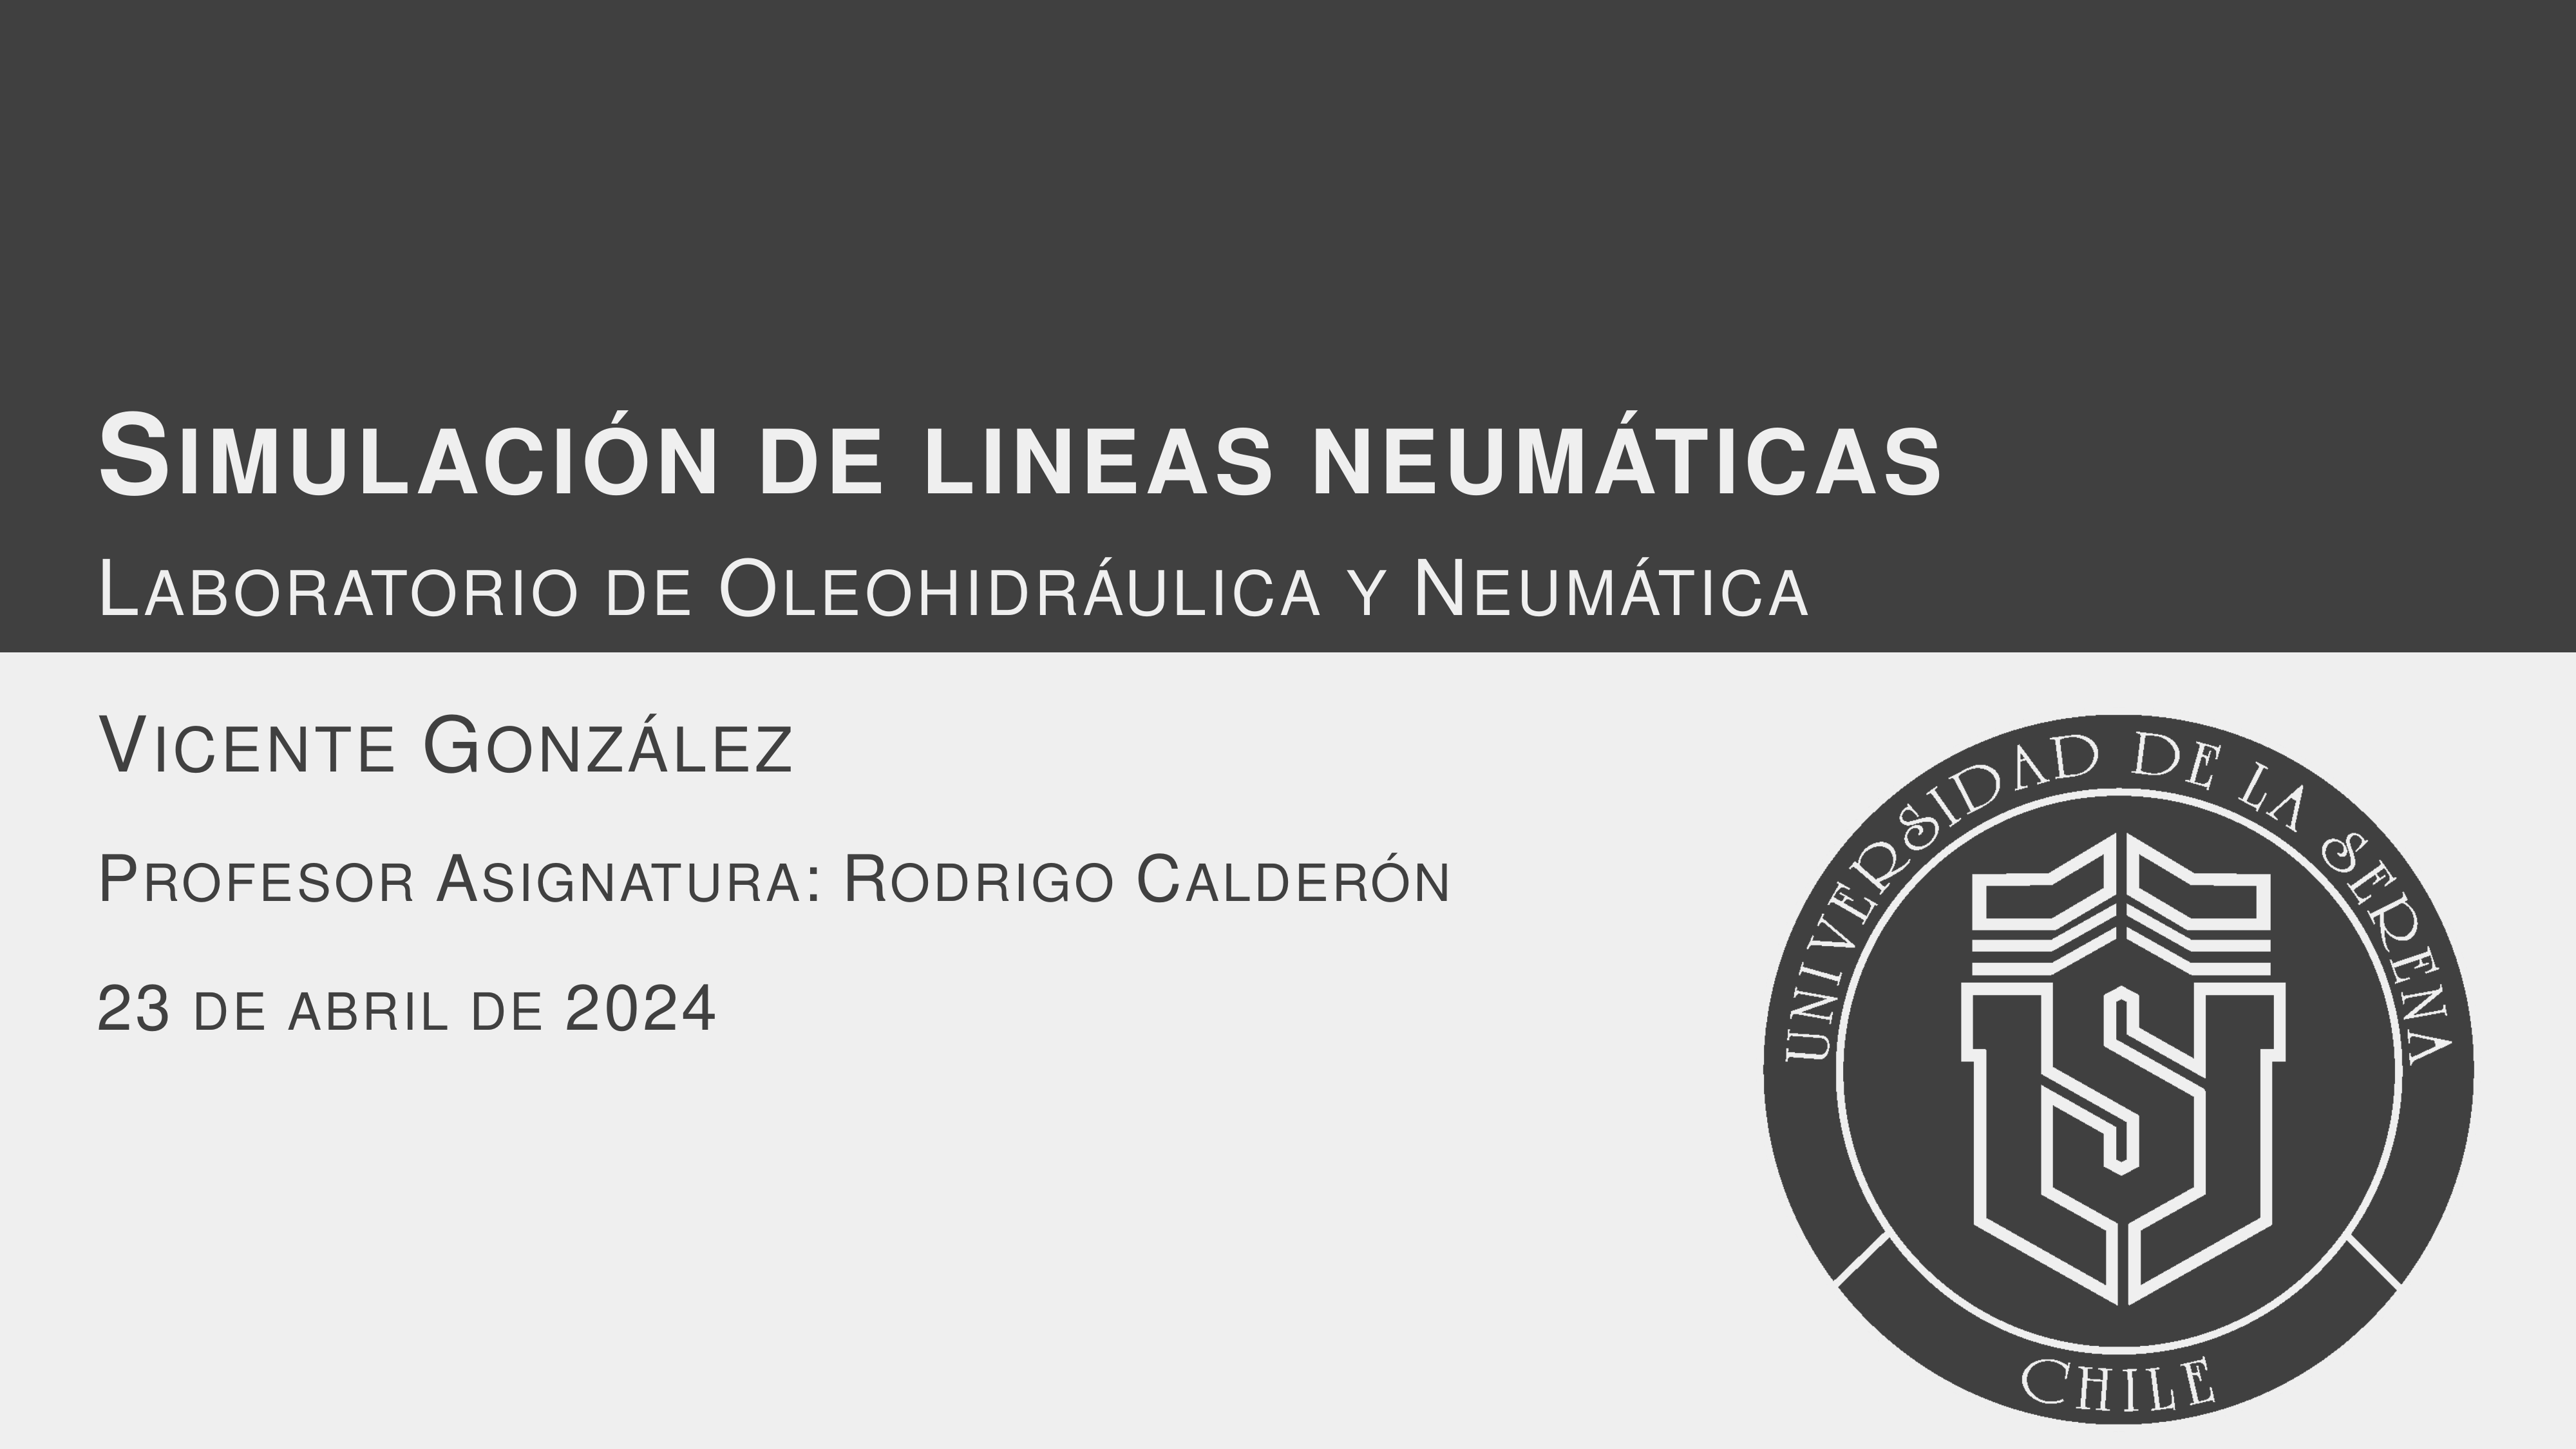 Simulación de lineas neumáticas
Laboratorio de Oleohidráulica y Neumática
Vicente González
Profesor Asignatura: Rodrigo Calderón
23 de abril de 2024
UNIVERSIDAD DE LA SERENA
CHILE